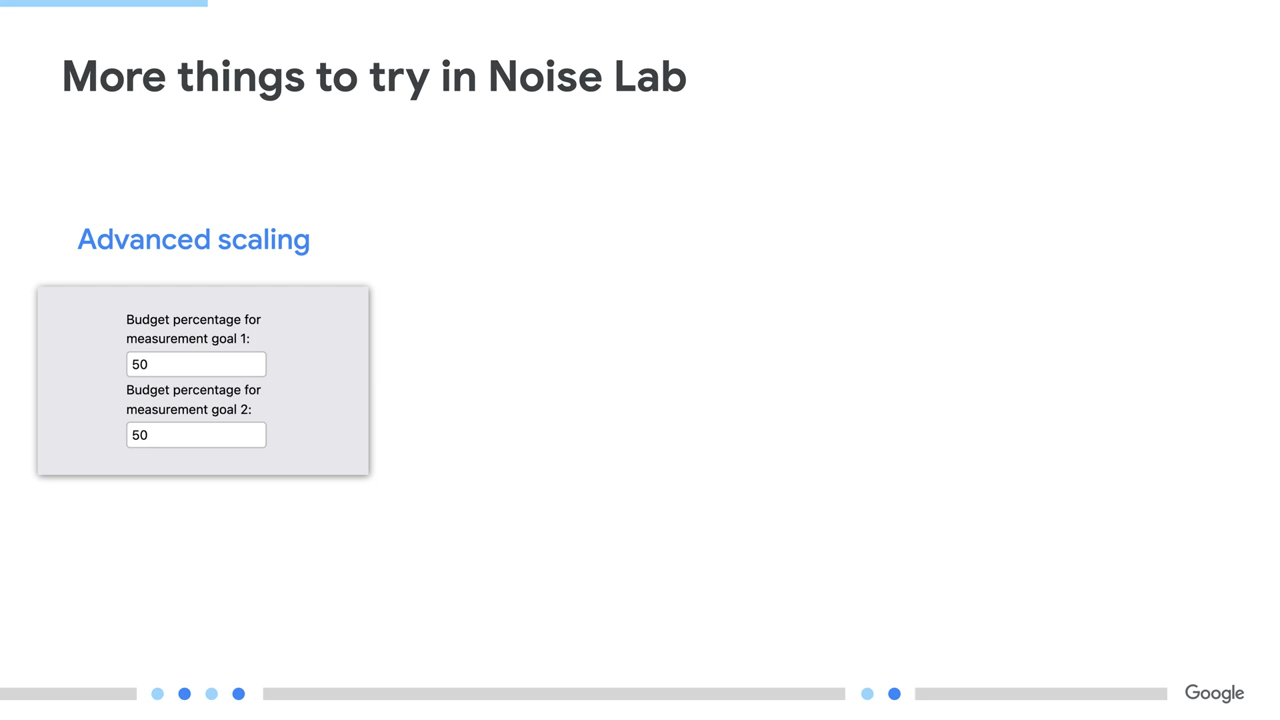 More things to try in Noise Lab
Advanced scaling
Budget percentage for
measurement goal 1:
50
Budget percentage for
measurement goal 2:
50
Google